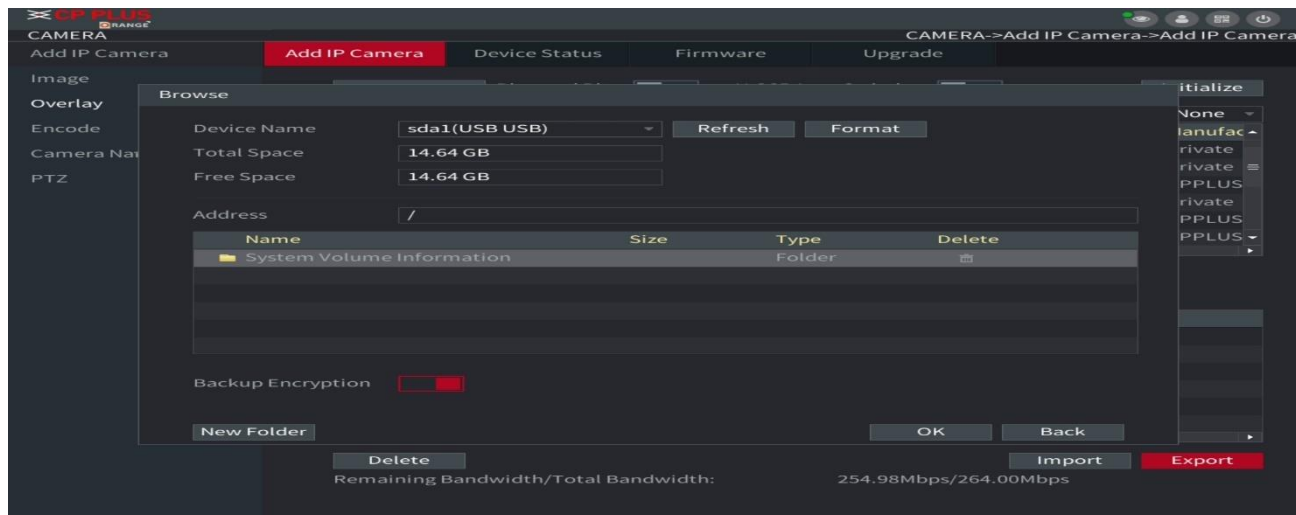 CP PLUS
ORANGE
CAMERA
CAMERA->Add IP Camera->Add IP Camera
Add IP Camera
Add IP Camera
Device Status
Firmware
Upgrade
Image
Overlay
Encode
Camera Nar
PTZ
itialize
None
lanufac
rivate
rivate
PPLUS
rivate
PPLUS
PPLUS
Browse
Device Name
sda1(USB USB)
Refresh
Format
Total Space
14.64 GB
Free Space
14.64 GB
Address
/
Name Size Type Delete
System Volume Information Folder
Backup Encryption
New Folder
OK
Back
Delete
Import
Export
Remaining Bandwidth/Total Bandwidth: 254.98Mbps/264.00Mbps